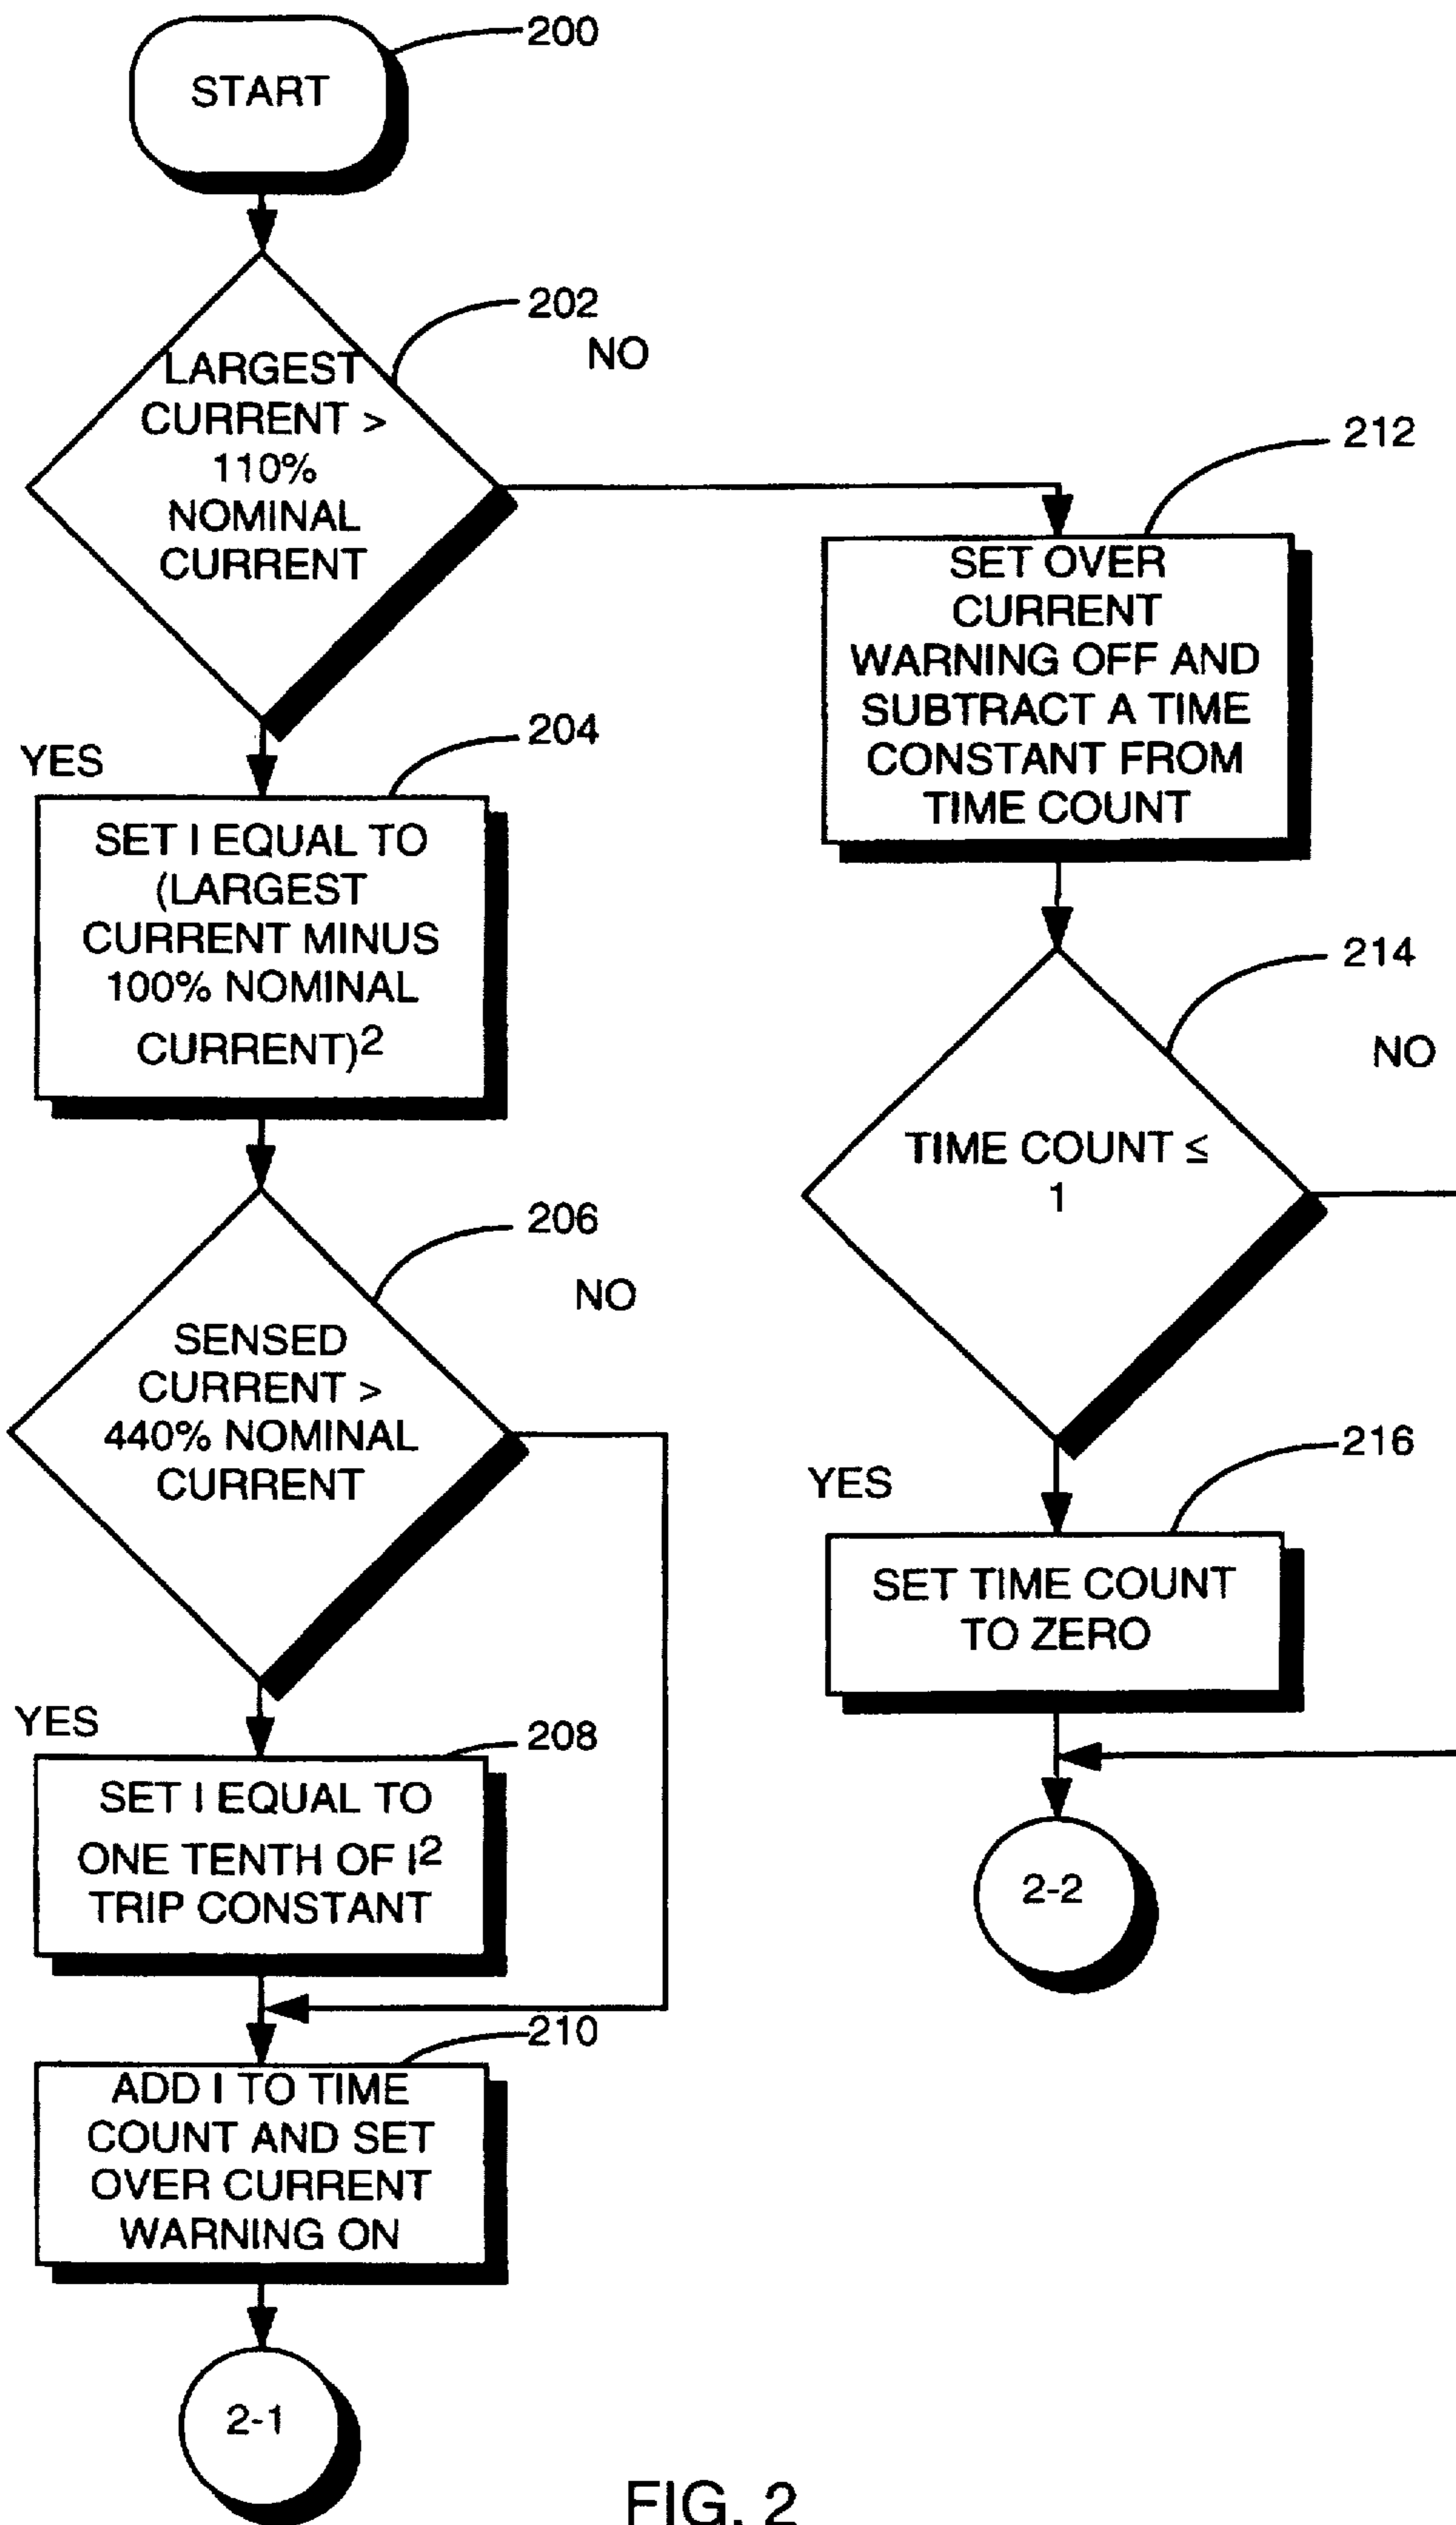 START
200
LARGEST
CURRENT >
110%
NOMINAL
CURRENT
202
NO
YES
204
SET I EQUAL TO
(LARGEST
CURRENT MINUS
100% NOMINAL
CURRENT)²
206
NO
SENSED
CURRENT >
440% NOMINAL
CURRENT
YES
208
SET I EQUAL TO
ONE TENTH OF I²
TRIP CONSTANT
210
ADD I TO TIME
COUNT AND SET
OVER CURRENT
WARNING ON
2-1
212
SET OVER
CURRENT
WARNING OFF AND
SUBTRACT A TIME
CONSTANT FROM
TIME COUNT
214
NO
TIME COUNT ≤
1
YES
216
SET TIME COUNT
TO ZERO
2-2
FIG. 2